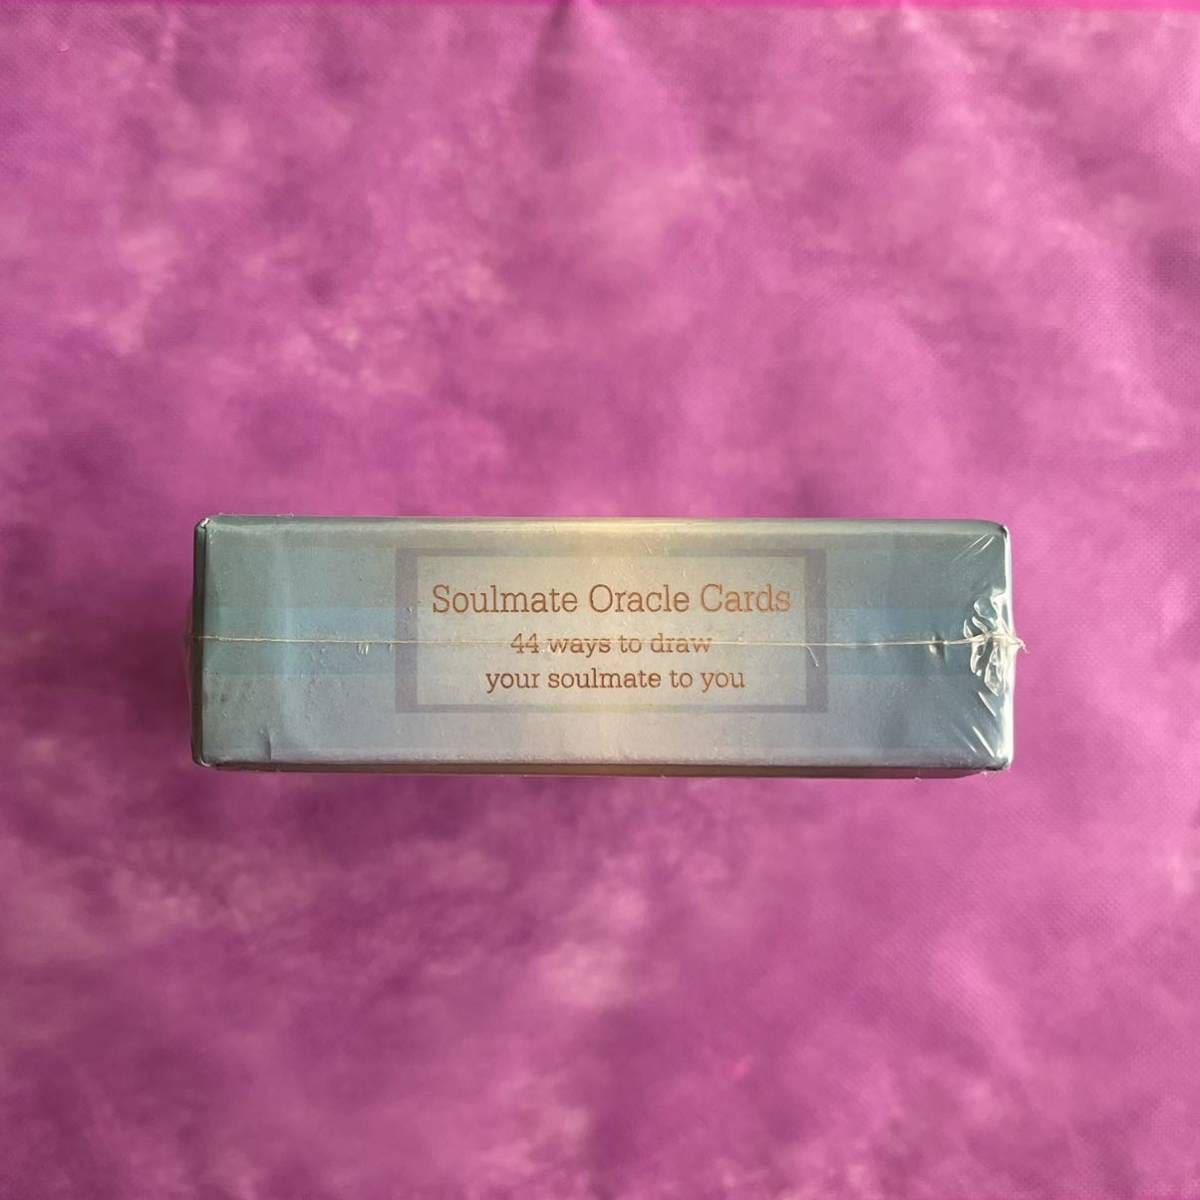 Soulmate Oracle Cards
44 ways to draw
your soulmate to you